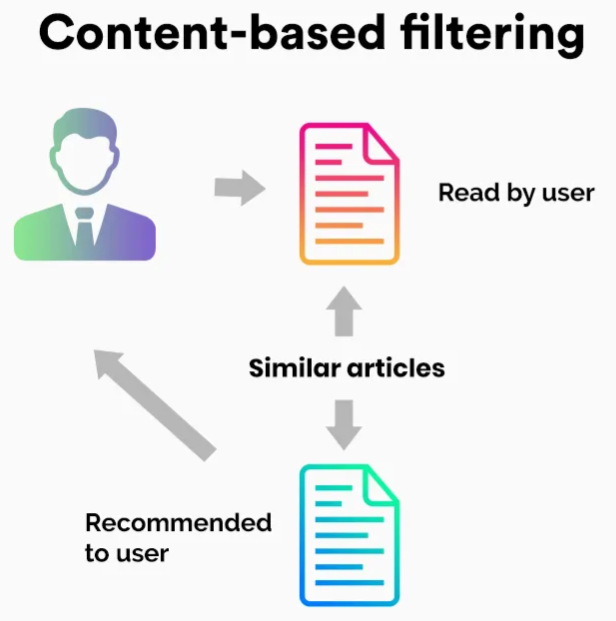 Content-based filtering
Read by user
Similar articles
Recommended
to user